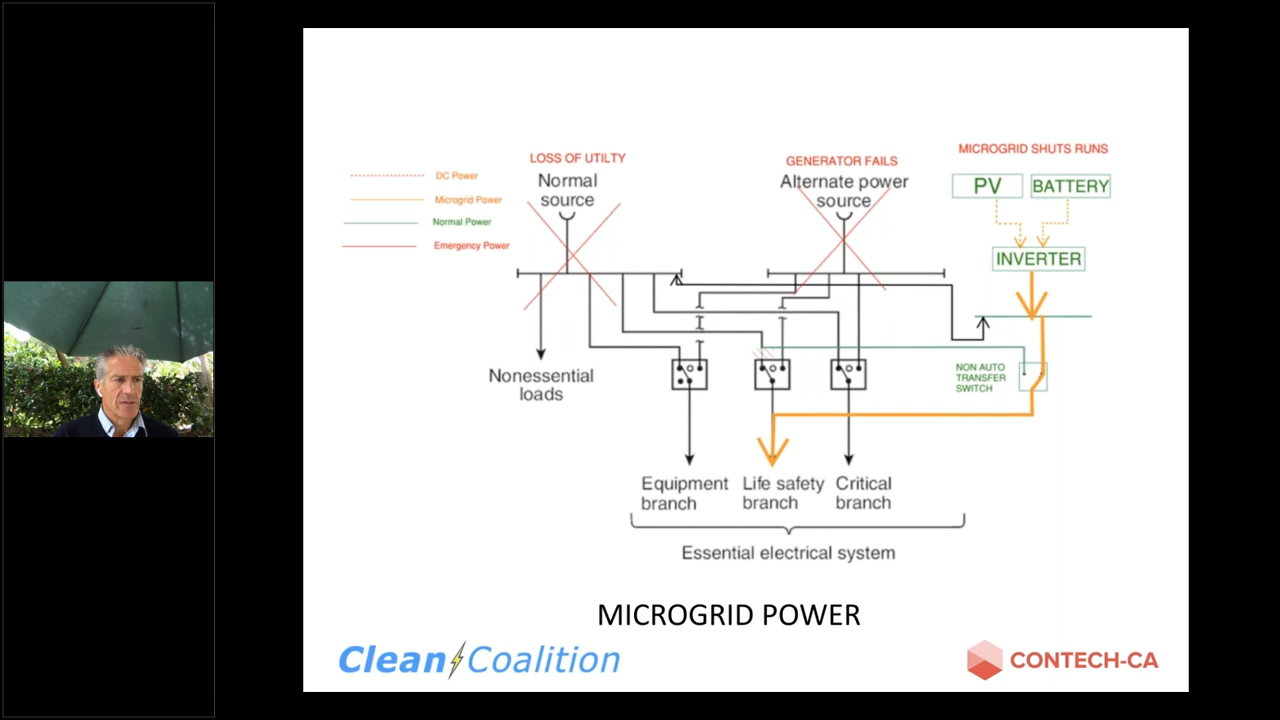 LOSS OF UTILTY
GENERATOR FAILS
MICROGRID SHUTS RUNS
DC Power
Microgrid Power
Normal Power
Emergency Power
Normal
source
Alternate power
source
PV
BATTERY
INVERTER
Nonessential
loads
NON AUTO
TRANSFER
SWITCH
Equipment
branch
Life safety
branch
Critical
branch
Essential electrical system
MICROGRID POWER
Clean Coalition
CONTECH-CA